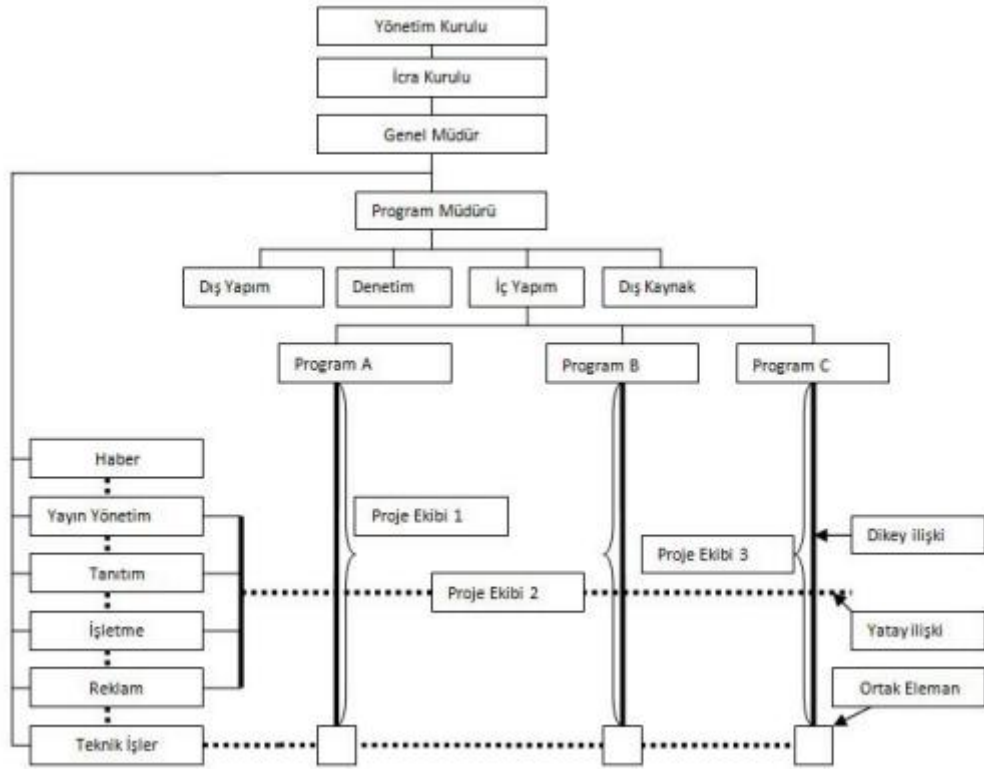 Yönetim Kurulu
İcra Kurulu
Genel Müdür
Program Müdürü
Dış Yapım
Denetim
İç Yapım
Dış Kaynak
Program A
Program B
Program C
Haber
Yayın Yönetim
Tanıtım
İşletme
Reklam
Teknik İşler
Proje Ekibi 1
Proje Ekibi 2
Proje Ekibi 3
Dikey ilişki
Yatay ilişki
Ortak Eleman